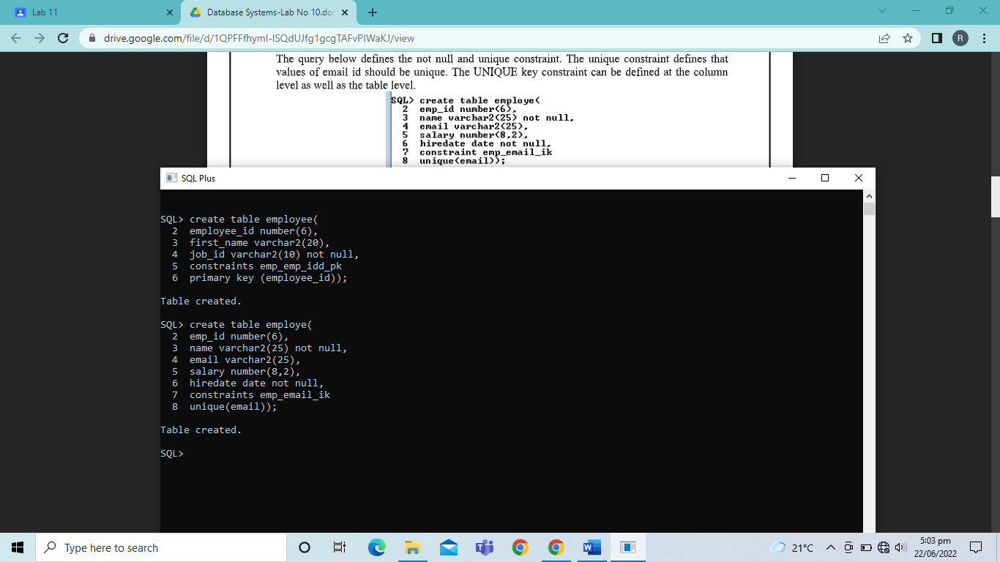 Lab 11
Database Systems-Lab No 10.doc
drive.google.com/file/d/1QPFFfhymI-ISQdUJfg1gcgTAFvPIWaKJ/view
R
The query below defines the not null and unique constraint. The unique constraint defines that
values of email id should be unique. The UNIQUE key constraint can be defined at the column
level as well as the table level.
SQL> create table employe(
2 emp_id number(6),
3 name varchar2(25) not null,
4 email varchar2(25),
5 salary number(8,2),
6 hiredate date not null,
7 constraint emp_email_ik
8 unique(email));
SQL Plus
SQL> create table employee(
2 employee_id number(6),
3 first_name varchar2(20),
4 job_id varchar2(10) not null,
5 constraints emp_emp_idd_pk
6 primary key (employee_id));
Table created.
SQL> create table employe(
2 emp_id number(6),
3 name varchar2(25) not null,
4 email varchar2(25),
5 salary number(8,2),
6 hiredate date not null,
7 constraints emp_email_ik
8 unique(email));
Table created.
SQL>
Type here to search
21°C
5:03 pm
22/06/2022